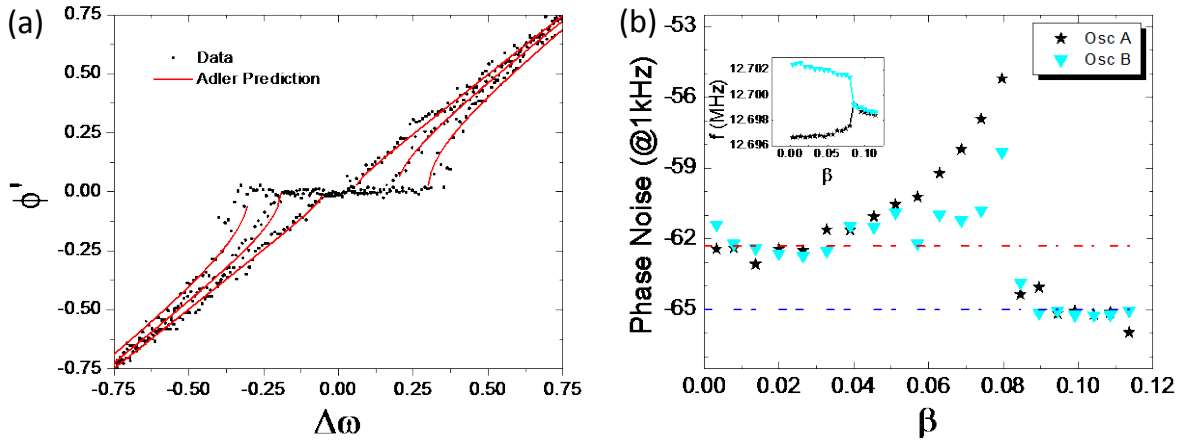 (a)
0.75
0.50
0.25
0.00
-0.25
-0.50
-0.75
-0.75 -0.50 -0.25 0.00 0.25 0.50 0.75
ϕ'
Δω
Data
Adler Prediction
(b)
-53
-56
-59
-62
-65
0.00 0.02 0.04 0.06 0.08 0.10 0.12
Phase Noise (@1kHz)
β
Osc A
Osc B
12.702
12.700
12.698
12.696
0.00 0.05 0.10
f (MHz)
β